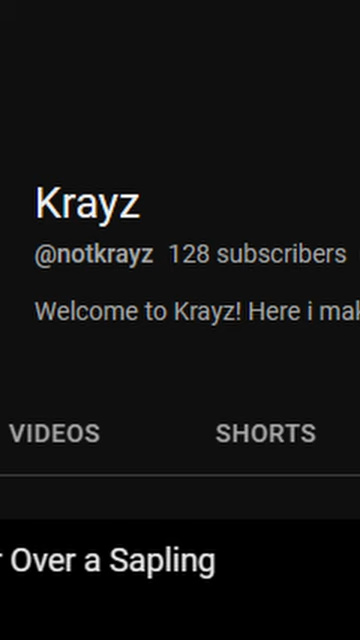 Krayz
@notkrayz 128 subscribers
Welcome to Krayz! Here i mak
VIDEOS SHORTS
r Over a Sapling